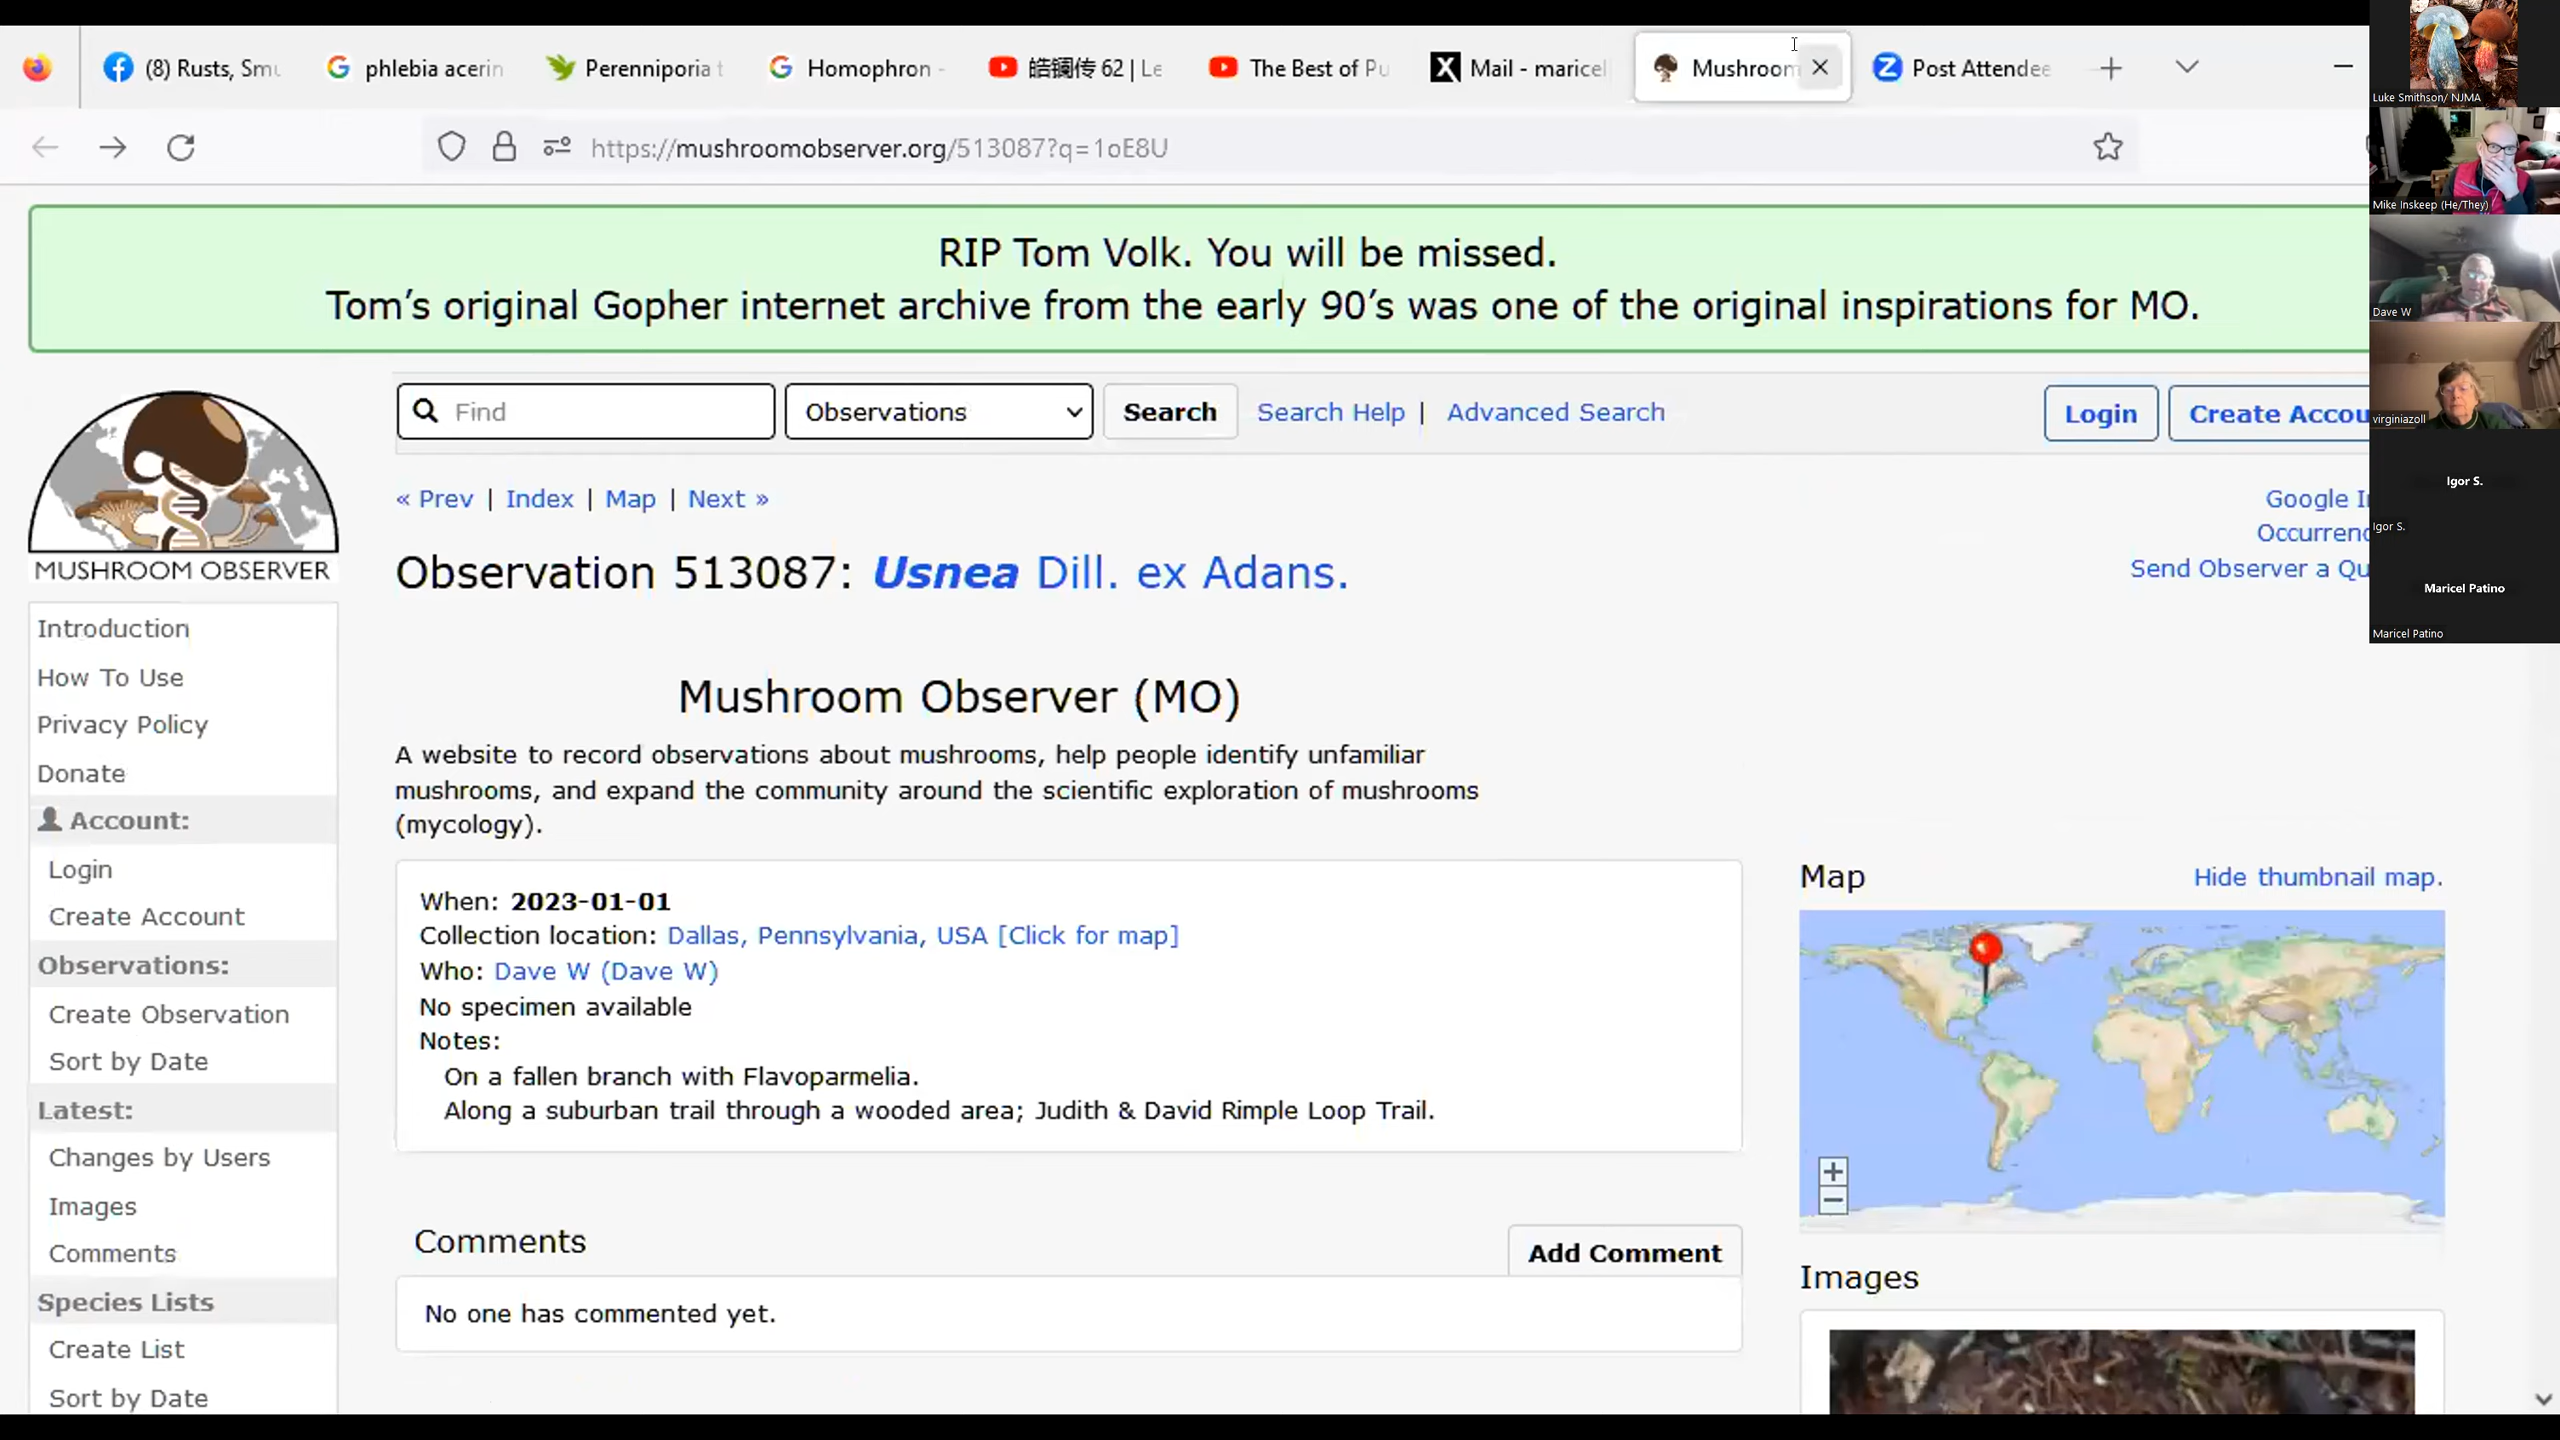 (8) Rusts, Smu
phlebia acerin
Perenniporia t
Homophron -
皓镧传 62 | Le
The Best of Pu
Mail - maricel
Mushroom
Post Attendee
https://mushroomobserver.org/513087?q=1oE8U
RIP Tom Volk. You will be missed.
Tom's original Gopher internet archive from the early 90's was one of the original inspirations for MO.
Find
Observations
Search
Search Help | Advanced Search
Login
Create Accou
« Prev | Index | Map | Next »
Google I
Occurrenc
Send Observer a Qu
Observation 513087: Usnea Dill. ex Adans.
MUSHROOM OBSERVER
Introduction
How To Use
Privacy Policy
Donate
Account:
Login
Create Account
Observations:
Create Observation
Sort by Date
Latest:
Changes by Users
Images
Comments
Species Lists
Create List
Sort by Date
Mushroom Observer (MO)
A website to record observations about mushrooms, help people identify unfamiliar
mushrooms, and expand the community around the scientific exploration of mushrooms
(mycology).
When: 2023-01-01
Collection location: Dallas, Pennsylvania, USA [Click for map]
Who: Dave W (Dave W)
No specimen available
Notes:
On a fallen branch with Flavoparmelia.
Along a suburban trail through a wooded area; Judith & David Rimple Loop Trail.
Comments
Add Comment
No one has commented yet.
Map
Hide thumbnail map.
Images
Luke Smithson/ NJMA
Mike Inskeep (He/They)
Dave W
virginiazoll
Igor S.
Igor S.
Maricel Patino
Maricel Patino